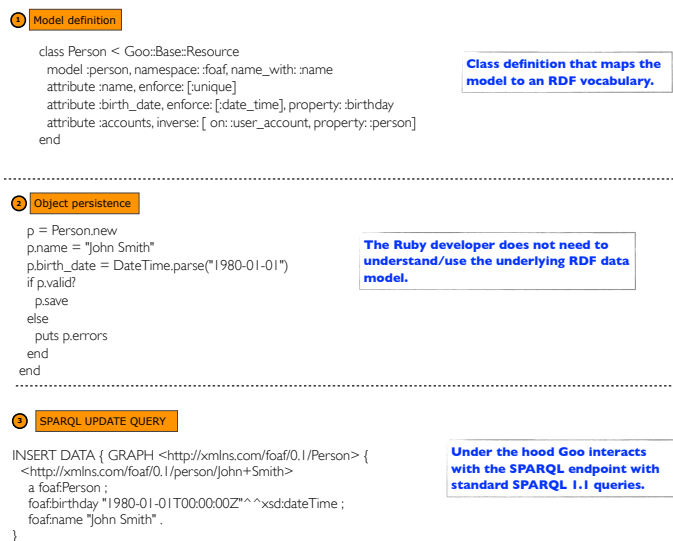 1 Model definition
class Person < Goo::Base::Resource
model :person, namespace: :foaf, name_with: :name
attribute :name, enforce: [:unique]
attribute :birth_date, enforce: [:date_time], property: :birthday
attribute :accounts, inverse: [ on: :user_account, property: :person]
end
Class definition that maps the
model to an RDF vocabulary.
2 Object persistence
p = Person.new
p.name = "John Smith"
p.birth_date = DateTime.parse("1980-01-01")
if p.valid?
p.save
else
puts p.errors
end
end
The Ruby developer does not need to
understand/use the underlying RDF data
model.
3 SPARQL UPDATE QUERY
INSERT DATA { GRAPH <http://xmlns.com/foaf/0.1/Person> {
<http://xmlns.com/foaf/0.1/person/John+Smith>
a foaf:Person ;
foaf:birthday "1980-01-01T00:00:00Z"^^xsd:dateTime ;
foaf:name "John Smith" .
}
Under the hood Goo interacts
with the SPARQL endpoint with
standard SPARQL 1.1 queries.